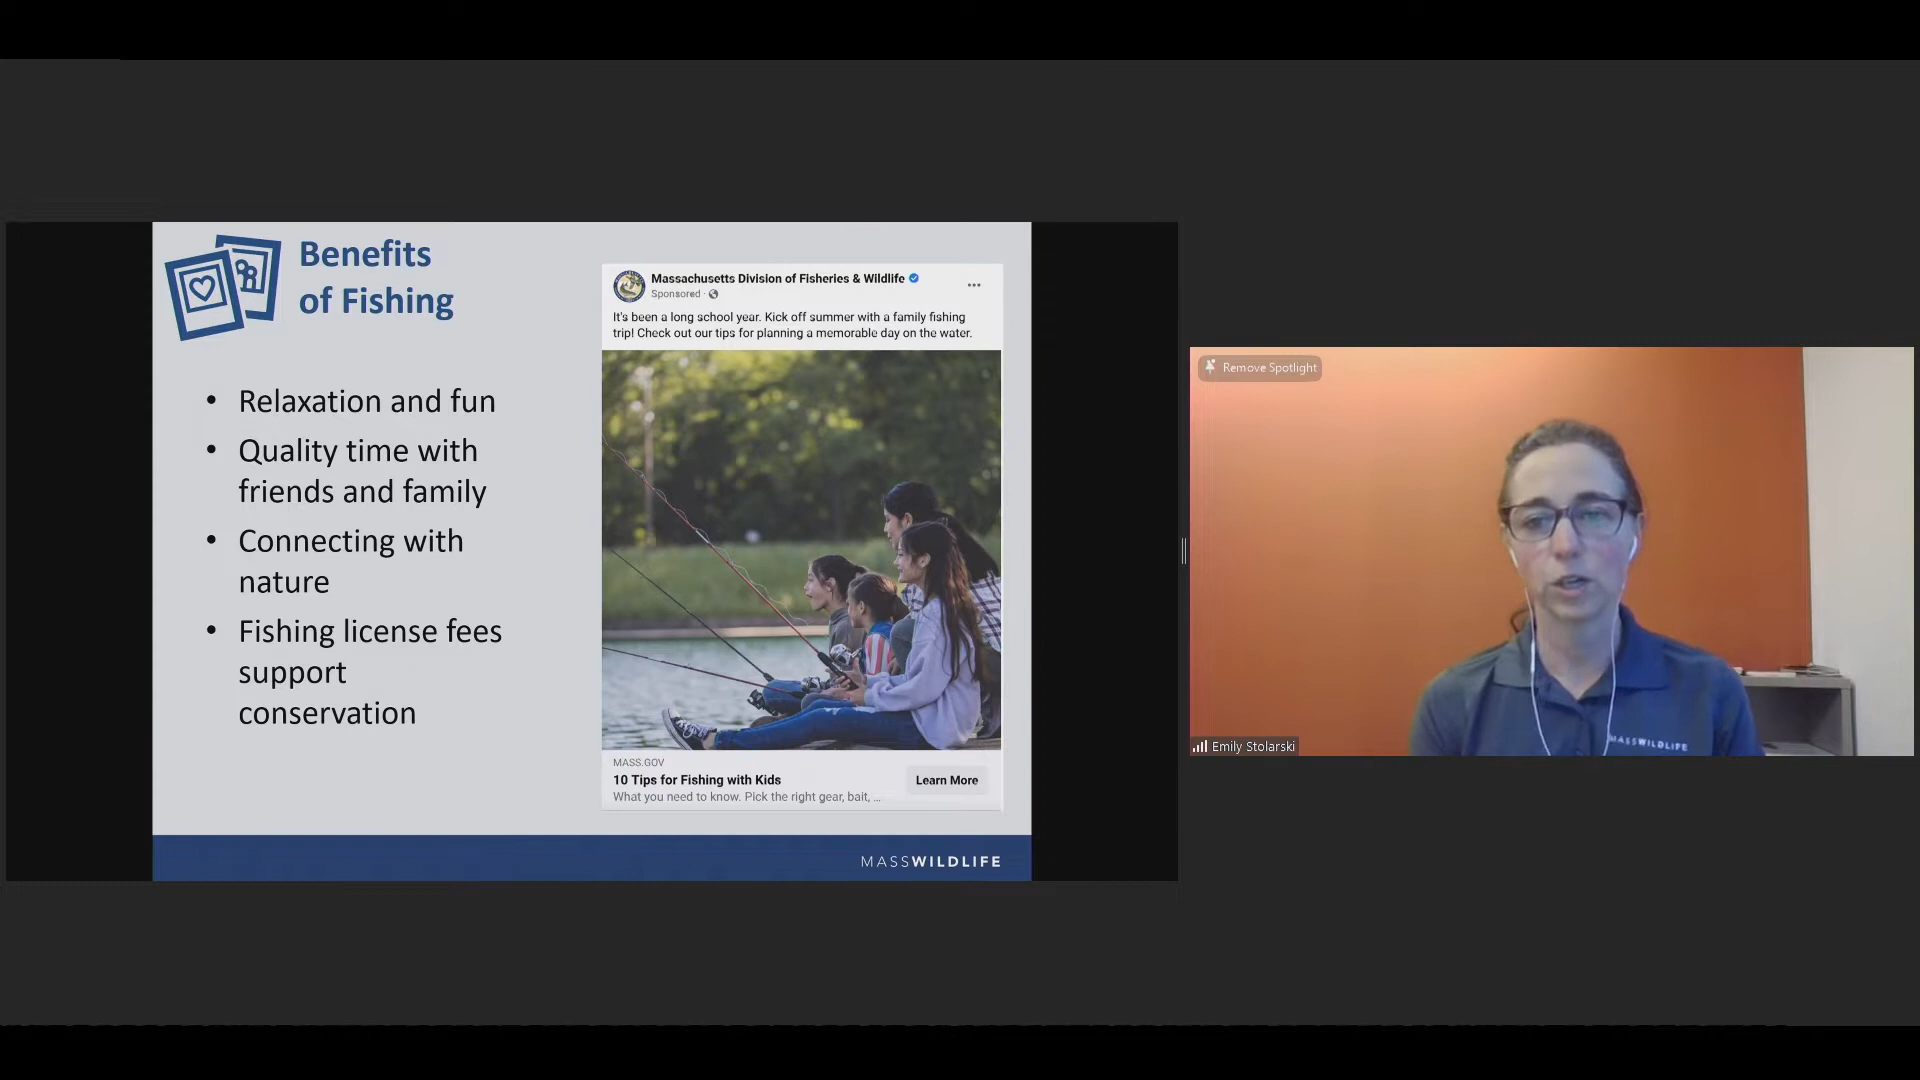 Benefits
of Fishing
• Relaxation and fun
• Quality time with
friends and family
• Connecting with
nature
• Fishing license fees
support
conservation
Massachusetts Division of Fisheries & Wildlife
Sponsored ·
It's been a long school year. Kick off summer with a family fishing
trip! Check out our tips for planning a memorable day on the water.
MASS.GOV
10 Tips for Fishing with Kids
What you need to know. Pick the right gear, bait, ...
Learn More
MASSWILDLIFE
Remove Spotlight
MASSWILDLIFE
Emily Stolarski